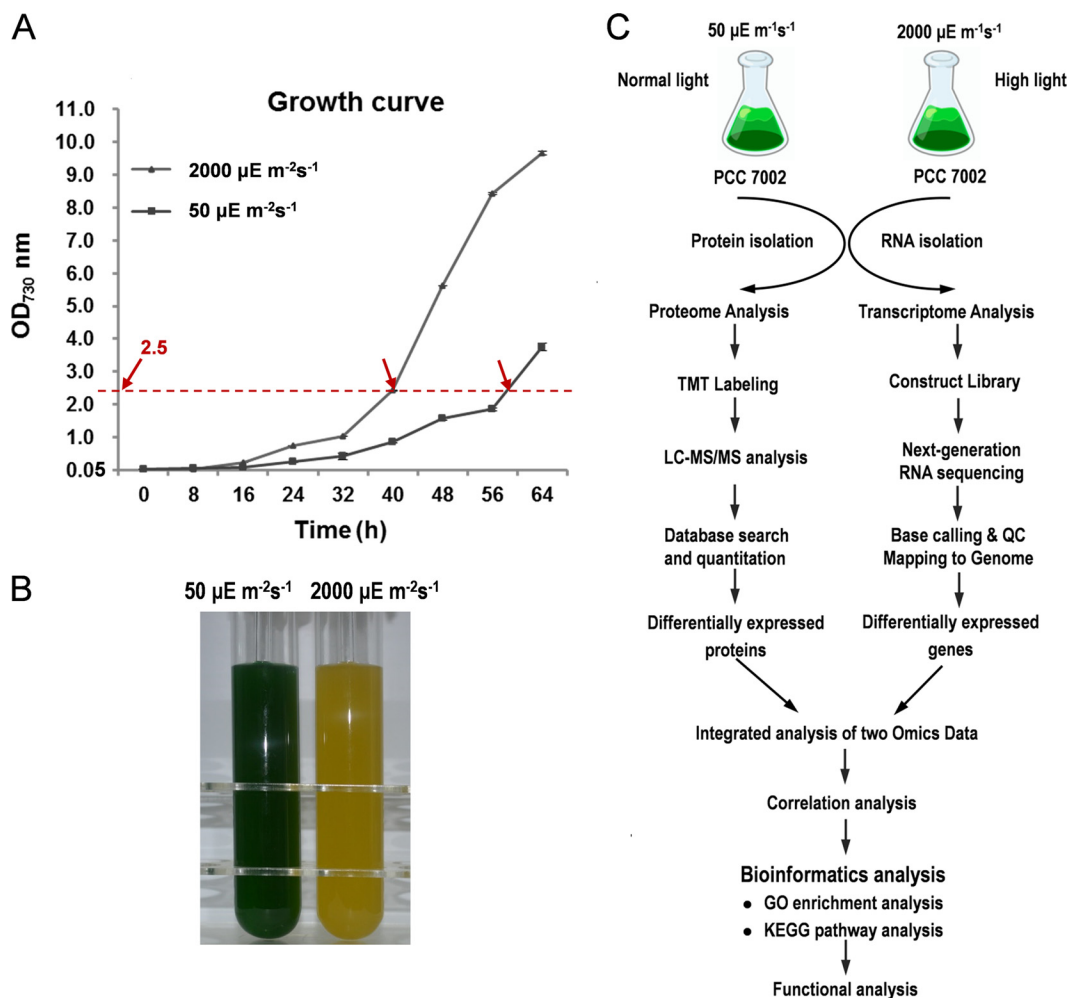 A
Growth curve
11.0
10.0
9.0
8.0
7.0
6.0
5.0
4.0
3.0
2.0
1.0
0.05
OD730 nm
2000 µE m-2s-1
50 µE m-2s-1
2.5
0 8 16 24 32 40 48 56 64
Time (h)
B
50 µE m-2s-1 2000 µE m-2s-1
C
50 µE m-1s-1 2000 µE m-1s-1
Normal light High light
PCC 7002 PCC 7002
Protein isolation RNA isolation
Proteome Analysis Transcriptome Analysis
TMT Labeling Construct Library
LC-MS/MS analysis
Next-generation
RNA sequencing
Database search
and quantitation
Base calling & QC
Mapping to Genome
Differentially expressed
proteins
Differentially expressed
genes
Integrated analysis of two Omics Data
Correlation analysis
Bioinformatics analysis
● GO enrichment analysis
● KEGG pathway analysis
Functional analysis